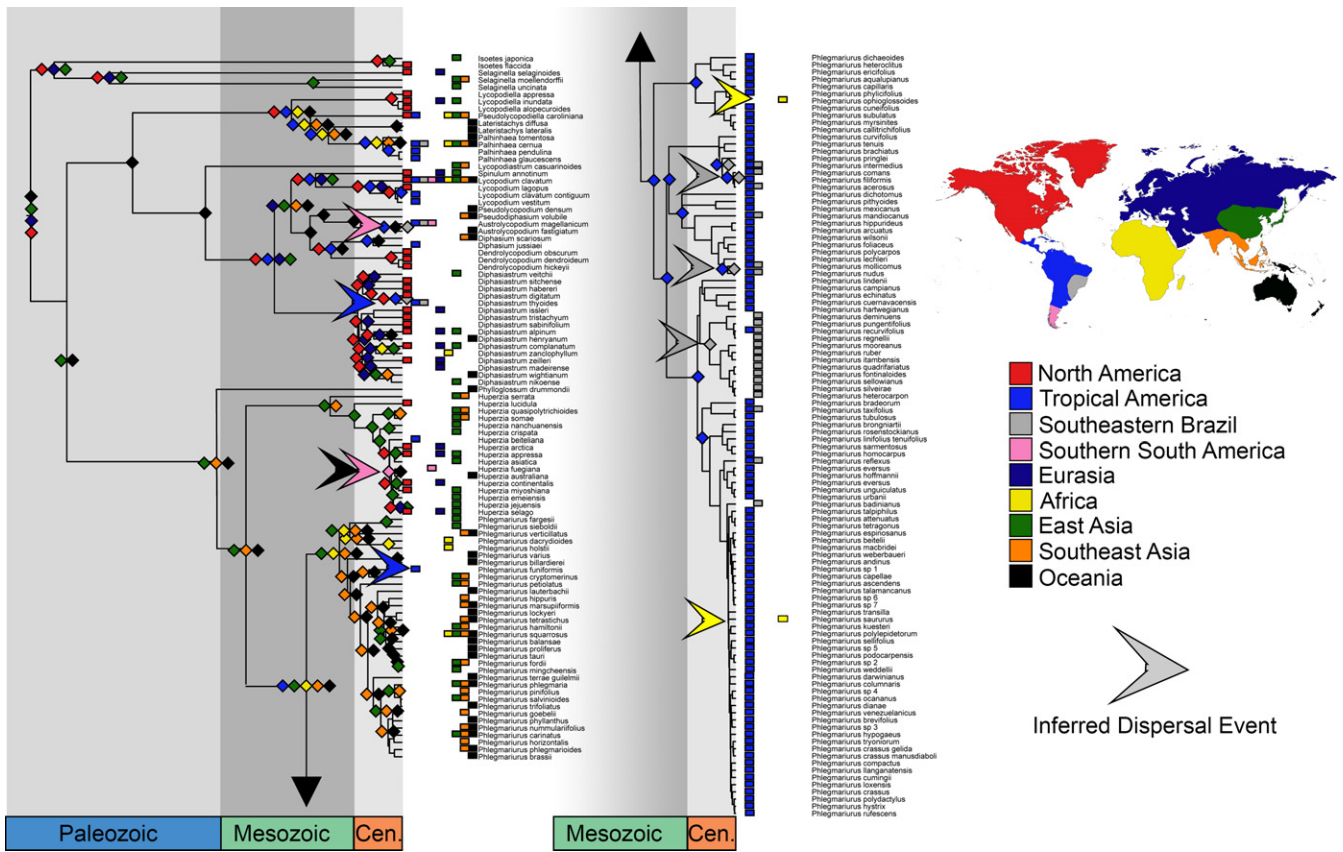 Isoetes japonica
Isoetes flaccida
Selaginella selaginoides
Selaginella moellendorffii
Selaginella uncinata
Lycopodiella appressa
Lycopodiella inundata
Lycopodiella alopecuroides
Pseudolycopodiella caroliniana
Lateristachys diffusa
Lateristachys lateralis
Palhinhaea tomentosa
Palhinhaea cernua
Palhinhaea pendulina
Palhinhaea glaucescens
Lycopodiastrum casuarinoides
Spinulum annotinum
Lycopodium clavatum
Lycopodium lagopus
Lycopodium clavatum contiguum
Lycopodium vestitum
Pseudolycopodium densum
Pseudodiphasium volubile
Austrolycopodium magellanicum
Austrolycopodium fastigiatum
Diphasium scariosum
Diphasium jussiaei
Dendrolycopodium obscurum
Dendrolycopodium dendroideum
Dendrolycopodium hickeyii
Diphasiastrum veitchii
Diphasiastrum sitchense
Diphasiastrum habereri
Diphasiastrum digitatum
Diphasiastrum thyoides
Diphasiastrum issleri
Diphasiastrum tristachyum
Diphasiastrum sabinifolium
Diphasiastrum alpinum
Diphasiastrum henryanum
Diphasiastrum complanatum
Diphasiastrum zanclophyllum
Diphasiastrum zeilleri
Diphasiastrum madeirense
Diphasiastrum wightianum
Diphasiastrum nikoense
Phylloglossum drummondii
Huperzia serrata
Huperzia lucidula
Huperzia quasipolytrichoides
Huperzia somae
Huperzia nanchuanensis
Huperzia crispata
Huperzia beiteliana
Huperzia arctica
Huperzia appressa
Huperzia asiatica
Huperzia fuegiana
Huperzia australiana
Huperzia continentalis
Huperzia miyoshiana
Huperzia emeiensis
Huperzia jejuensis
Huperzia selago
Phlegmariurus fargesii
Phlegmariurus sieboldii
Phlegmariurus verticillatus
Phlegmariurus dacrydioides
Phlegmariurus holstii
Phlegmariurus varius
Phlegmariurus billardierei
Phlegmariurus funiformis
Phlegmariurus cryptomerinus
Phlegmariurus petiolatus
Phlegmariurus lauterbachii
Phlegmariurus hippuris
Phlegmariurus marsupiiformis
Phlegmariurus lockyeri
Phlegmariurus tetrastichus
Phlegmariurus hamiltonii
Phlegmariurus squarrosus
Phlegmariurus balansae
Phlegmariurus proliferus
Phlegmariurus tauri
Phlegmariurus fordii
Phlegmariurus mingcheensis
Phlegmariurus terrae guilelmii
Phlegmariurus phlegmaria
Phlegmariurus pinifolius
Phlegmariurus salvinioides
Phlegmariurus trifoliatus
Phlegmariurus goebelii
Phlegmariurus phyllanthus
Phlegmariurus nummulariifolius
Phlegmariurus carinatus
Phlegmariurus horizontalis
Phlegmariurus phlegmarioides
Phlegmariurus brassii
Paleozoic
Mesozoic
Cen.
Phlegmariurus dichaeoides
Phlegmariurus heteroclitus
Phlegmariurus ericifolius
Phlegmariurus aqualupianus
Phlegmariurus capillaris
Phlegmariurus phylicifolius
Phlegmariurus ophioglossoides
Phlegmariurus cuneifolius
Phlegmariurus subulatus
Phlegmariurus myrsinites
Phlegmariurus callitrichifolius
Phlegmariurus curvifolius
Phlegmariurus tenuis
Phlegmariurus brachiatus
Phlegmariurus pringlei
Phlegmariurus intermedius
Phlegmariurus comans
Phlegmariurus filiformis
Phlegmariurus acerosus
Phlegmariurus dichotomus
Phlegmariurus pithyoides
Phlegmariurus mexicanus
Phlegmariurus mandiocanus
Phlegmariurus hippurideus
Phlegmariurus arcuatus
Phlegmariurus wilsonii
Phlegmariurus foliaceus
Phlegmariurus polycarpos
Phlegmariurus lechleri
Phlegmariurus mollicomus
Phlegmariurus nudus
Phlegmariurus lindenii
Phlegmariurus campianus
Phlegmariurus echinatus
Phlegmariurus cuernavacensis
Phlegmariurus hartwegianus
Phlegmariurus deminuens
Phlegmariurus pungentifolius
Phlegmariurus recurvifolius
Phlegmariurus regnellii
Phlegmariurus mooreanus
Phlegmariurus ruber
Phlegmariurus itambensis
Phlegmariurus quadrifariatus
Phlegmariurus fontinaloides
Phlegmariurus sellowianus
Phlegmariurus silveirae
Phlegmariurus heterocarpon
Phlegmariurus bradeorum
Phlegmariurus taxifolius
Phlegmariurus tubulosus
Phlegmariurus brongniartii
Phlegmariurus rosenstockianus
Phlegmariurus linifolius tenuifolius
Phlegmariurus sarmentosus
Phlegmariurus homocarpus
Phlegmariurus reflexus
Phlegmariurus eversus
Phlegmariurus hoffmannii
Phlegmariurus eversus
Phlegmariurus unguiculatus
Phlegmariurus urbanii
Phlegmariurus badinianus
Phlegmariurus talpiphilus
Phlegmariurus attenuatus
Phlegmariurus tetragonus
Phlegmariurus espinosanus
Phlegmariurus beitelii
Phlegmariurus macbridei
Phlegmariurus weberbaueri
Phlegmariurus andinus
Phlegmariurus sp 1
Phlegmariurus capellae
Phlegmariurus ascendens
Phlegmariurus talamancanus
Phlegmariurus sp 6
Phlegmariurus sp 7
Phlegmariurus transilla
Phlegmariurus saururus
Phlegmariurus kuesteri
Phlegmariurus polylepidetorum
Phlegmariurus sellifolius
Phlegmariurus sp 5
Phlegmariurus podocarpensis
Phlegmariurus sp 2
Phlegmariurus weddellii
Phlegmariurus darwinianus
Phlegmariurus columnaris
Phlegmariurus sp 4
Phlegmariurus ocananus
Phlegmariurus dianae
Phlegmariurus venezuelanicus
Phlegmariurus brevifolius
Phlegmariurus sp 3
Phlegmariurus hypogaeus
Phlegmariurus tryoniorum
Phlegmariurus crassus gelida
Phlegmariurus crassus manusdiaboli
Phlegmariurus compactus
Phlegmariurus llanganatensis
Phlegmariurus cumingii
Phlegmariurus loxensis
Phlegmariurus crassus
Phlegmariurus polydactylus
Phlegmariurus hystrix
Phlegmariurus rufescens
Mesozoic
Cen.
North America
Tropical America
Southeastern Brazil
Southern South America
Eurasia
Africa
East Asia
Southeast Asia
Oceania
Inferred Dispersal Event